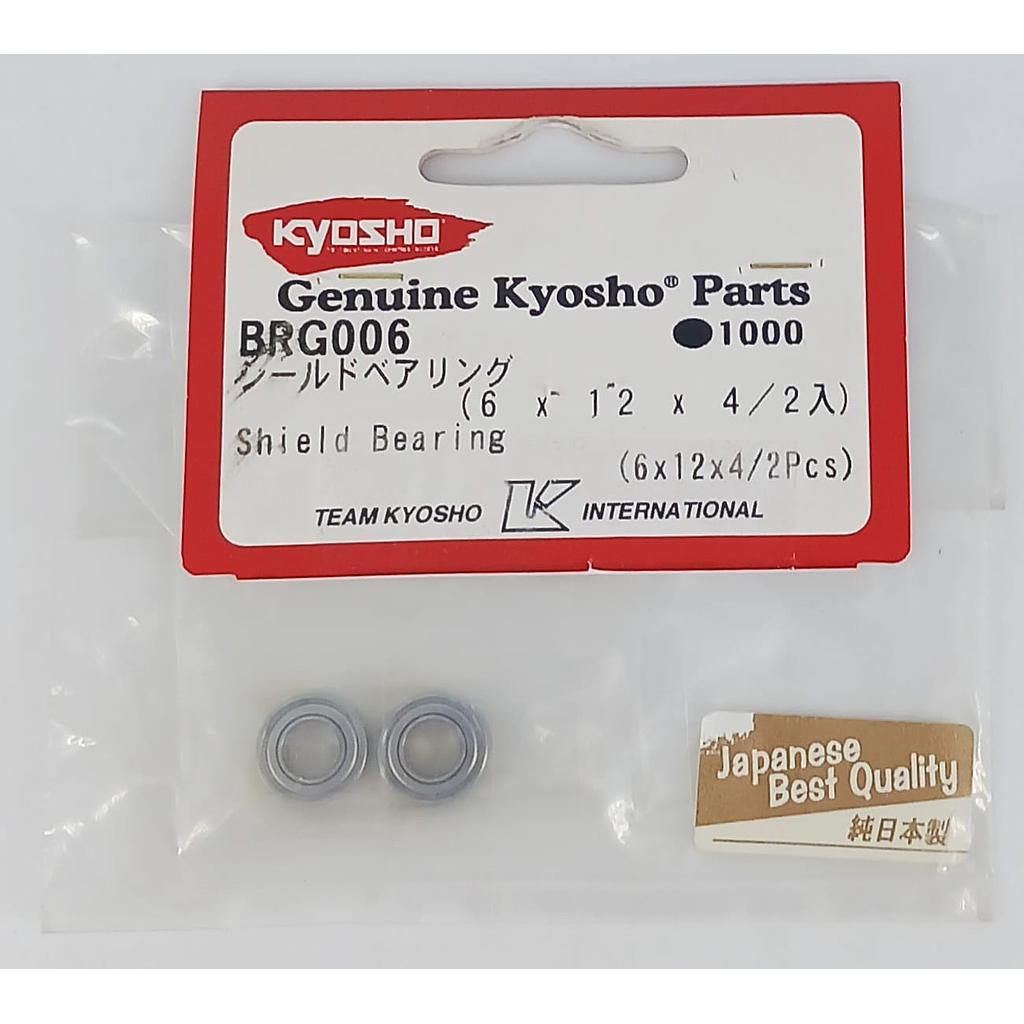 KYOSHO
Genuine Kyosho® Parts
BRG006 ●1000
シールドベアリング
(6 x 12 x 4/2入)
Shield Bearing
(6x12x4/2Pcs)
TEAM KYOSHO K INTERNATIONAL
Japanese
Best Quality
純日本製